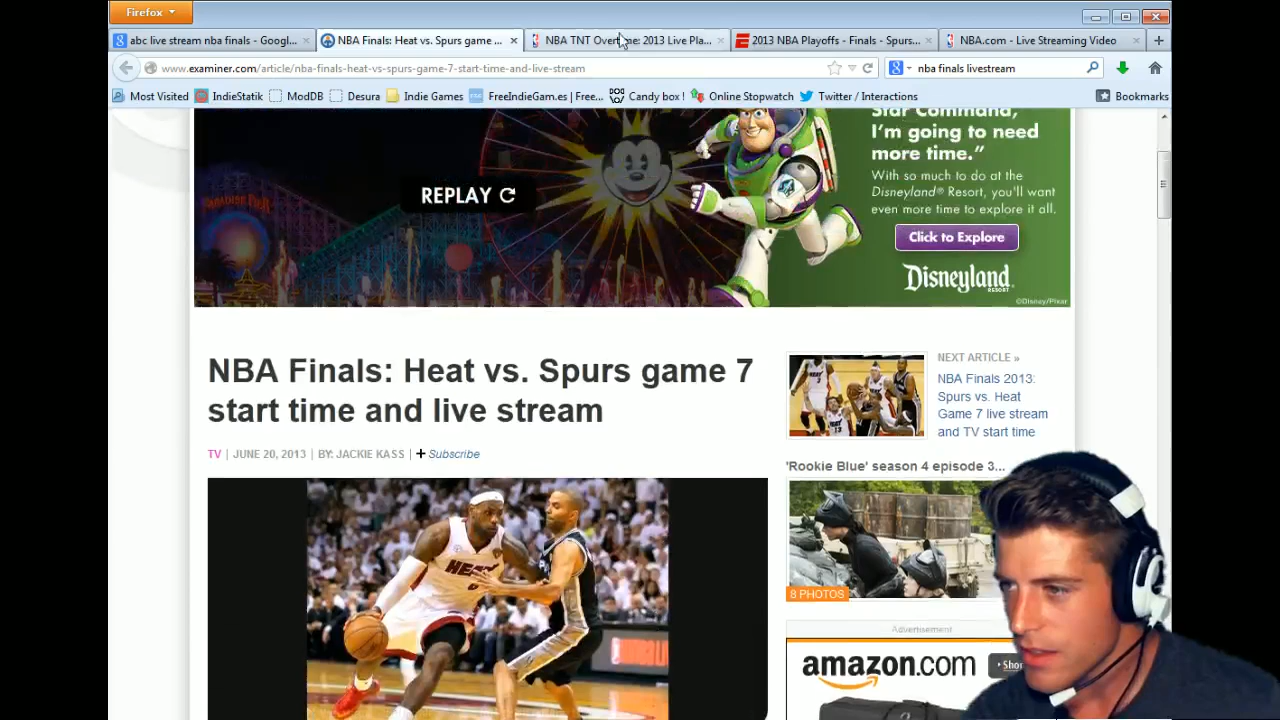 Firefox
abc live stream nba finals - Googl...
NBA Finals: Heat vs. Spurs game ...
NBA TNT Overtime: 2013 Live Pla...
2013 NBA Playoffs - Finals - Spurs...
NBA.com - Live Streaming Video
www.examiner.com/article/nba-finals-heat-vs-spurs-game-7-start-time-and-live-stream
nba finals livestream
Most Visited
IndieStatik
ModDB
Desura
Indie Games
FreeIndieGam.es | Free...
Candy box !
Online Stopwatch
Twitter / Interactions
Bookmarks
REPLAY
Star Command,
I'm going to need
more time."
With so much to do at the
Disneyland® Resort, you'll want
even more time to explore it all.
Click to Explore
Disneyland
RESORT
©Disney/Pixar
NBA Finals: Heat vs. Spurs game 7
start time and live stream
TV | JUNE 20, 2013 | BY: JACKIE KASS | + Subscribe
HEAT
NEXT ARTICLE »
NBA Finals 2013:
Spurs vs. Heat
Game 7 live stream
and TV start time
'Rookie Blue' season 4 episode 3...
8 PHOTOS
Advertisement
amazon.com